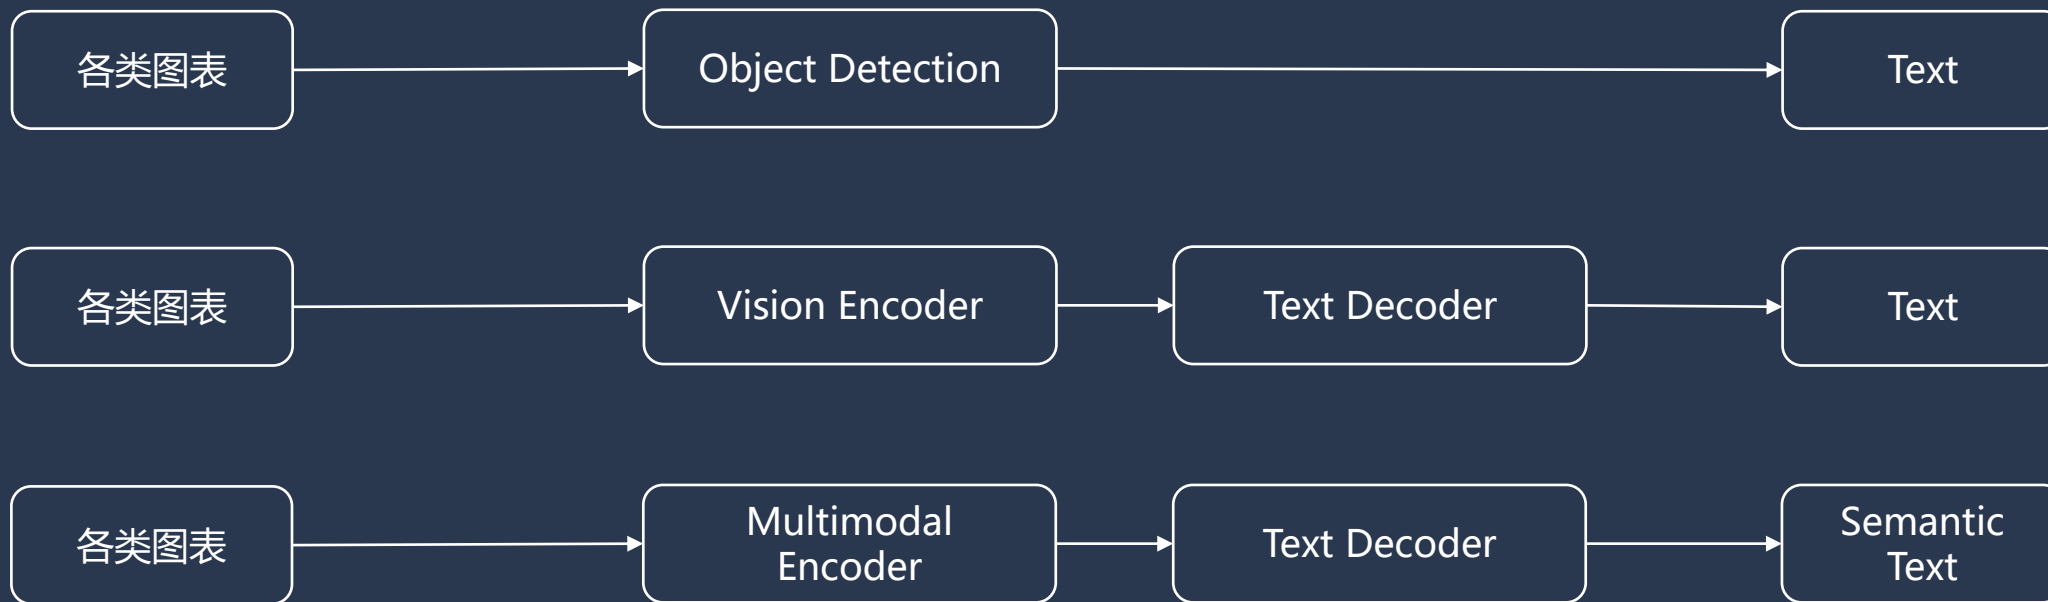 各类图表
Object Detection
Text
各类图表
Vision Encoder
Text Decoder
Text
各类图表
Multimodal
Encoder
Text Decoder
Semantic
Text